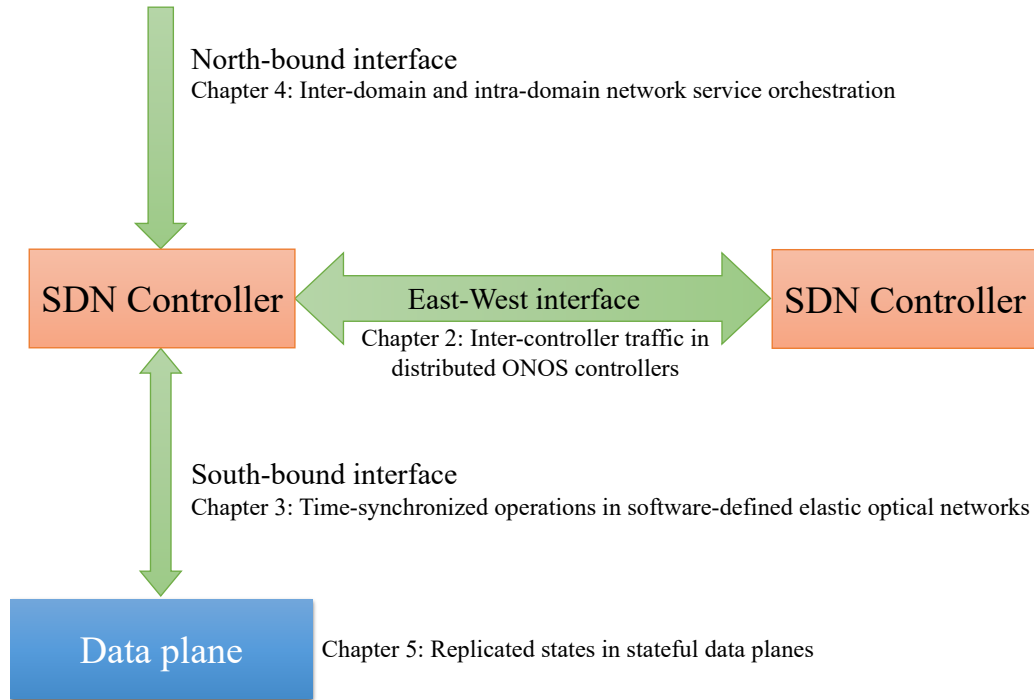 North-bound interface
Chapter 4: Inter-domain and intra-domain network service orchestration
SDN Controller
East-West interface
SDN Controller
Chapter 2: Inter-controller traffic in
distributed ONOS controllers
South-bound interface
Chapter 3: Time-synchronized operations in software-defined elastic optical networks
Data plane
Chapter 5: Replicated states in stateful data planes